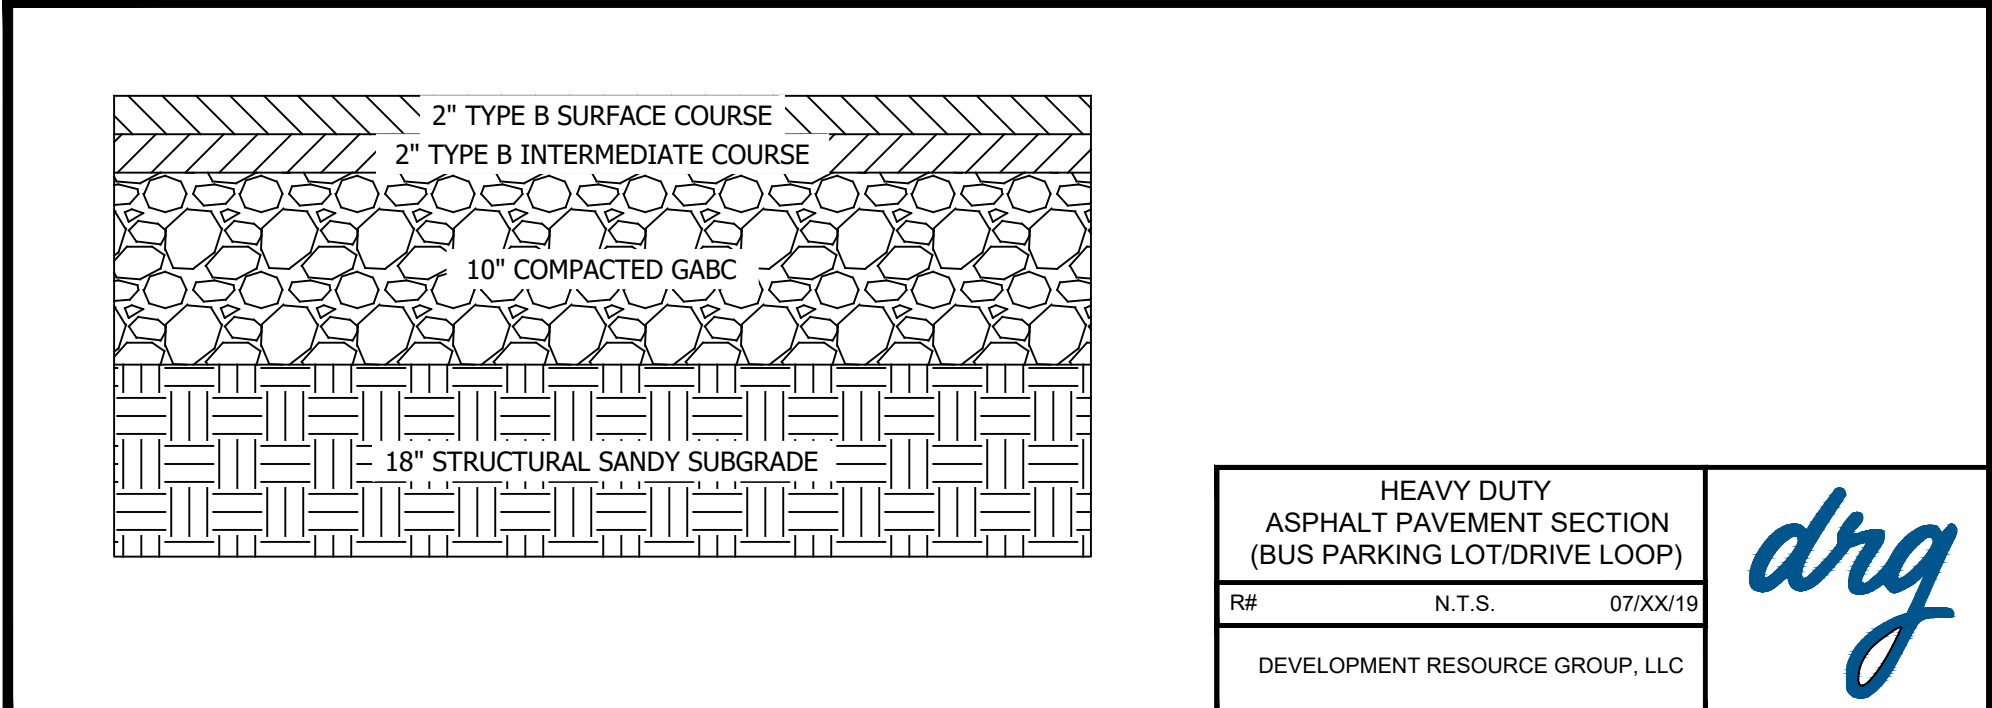 2" TYPE B SURFACE COURSE
2" TYPE B INTERMEDIATE COURSE
10" COMPACTED GABC
18" STRUCTURAL SANDY SUBGRADE
HEAVY DUTY
ASPHALT PAVEMENT SECTION
(BUS PARKING LOT/DRIVE LOOP)
R# N.T.S. 07/XX/19
DEVELOPMENT RESOURCE GROUP, LLC
drg